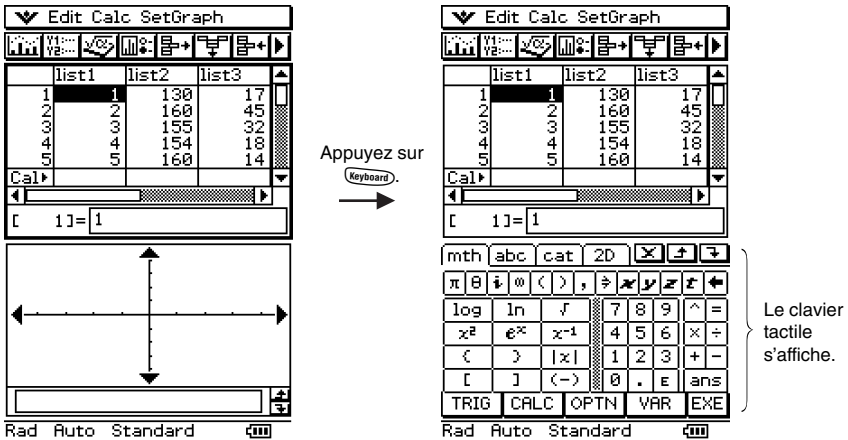 Edit Calc SetGraph
list1 list2 list3
1 1 130 17
2 2 160 45
3 3 155 32
4 4 154 18
5 5 160 14
Cal▸
[ 1]= 1
Rad Auto Standard
Appuyez sur
Keyboard.
Edit Calc SetGraph
list1 list2 list3
1 1 130 17
2 2 160 45
3 3 155 32
4 4 154 18
5 5 160 14
Cal▸
[ 1]= 1
mth abc cat 2D
π θ i ∞ ( ) , ⇒ x y z t ←
log ln √ 7 8 9 ^ =
x² eˣ x⁻¹ 4 5 6 × ÷
( ) |x| 1 2 3 + −
[ ] (−) 0 . E ans
TRIG CALC OPTN VAR EXE
Rad Auto Standard
Le clavier
tactile
s'affiche.